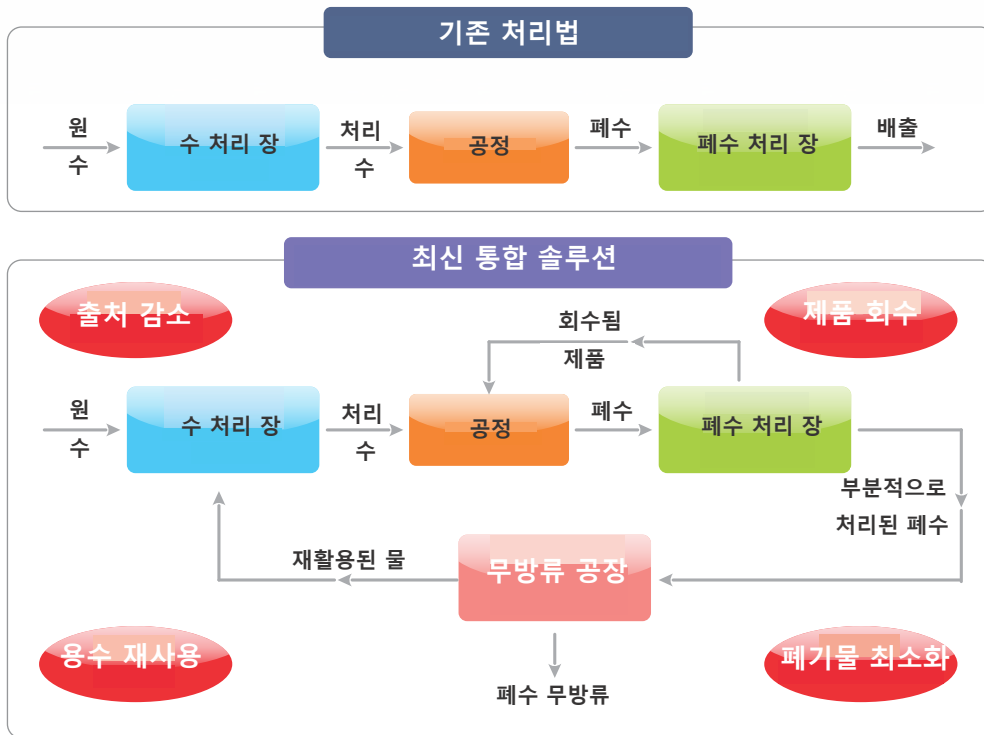 기존 처리법
원
수
수 처리 장
처리
수
공정
폐수
폐수 처리 장
배출
최신 통합 솔루션
출처 감소
제품 회수
회수됨
제품
원
수
수 처리 장
처리
수
공정
폐수
폐수 처리 장
부분적으로
처리된 폐수
재활용된 물
무방류 공장
용수 재사용
폐기물 최소화
폐수 무방류